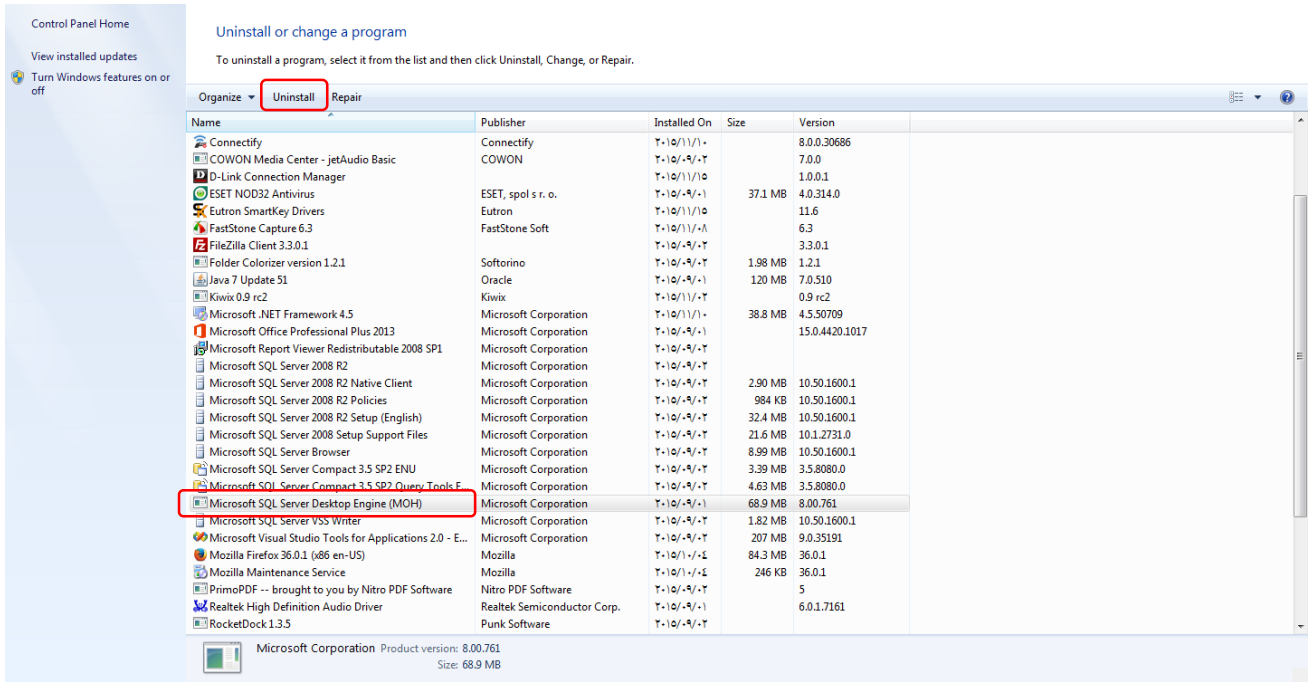 Control Panel Home
View installed updates
Turn Windows features on or
off
Uninstall or change a program
To uninstall a program, select it from the list and then click Uninstall, Change, or Repair.
Organize Uninstall Repair
Name Publisher Installed On Size Version
Connectify Connectify ٢٠١٥/١١/١٠ 8.0.0.30686
COWON Media Center - jetAudio Basic COWON ٢٠١٥/٠٩/٠٢ 7.0.0
D-Link Connection Manager ٢٠١٥/١١/١٥ 1.0.0.1
ESET NOD32 Antivirus ESET, spol s r. o. ٢٠١٥/٠٩/٠١ 37.1 MB 4.0.314.0
Eutron SmartKey Drivers Eutron ٢٠١٥/١١/١٥ 11.6
FastStone Capture 6.3 FastStone Soft ٢٠١٥/١١/٠٨ 6.3
FileZilla Client 3.3.0.1 ٢٠١٥/٠٩/٠٢ 3.3.0.1
Folder Colorizer version 1.2.1 Softorino ٢٠١٥/٠٩/٠٢ 1.98 MB 1.2.1
Java 7 Update 51 Oracle ٢٠١٥/٠٩/٠١ 120 MB 7.0.510
Kiwix 0.9 rc2 Kiwix ٢٠١٥/١١/٠٢ 0.9 rc2
Microsoft .NET Framework 4.5 Microsoft Corporation ٢٠١٥/١١/١٠ 38.8 MB 4.5.50709
Microsoft Office Professional Plus 2013 Microsoft Corporation ٢٠١٥/٠٩/٠١ 15.0.4420.1017
Microsoft Report Viewer Redistributable 2008 SP1 Microsoft Corporation ٢٠١٥/٠٩/٠٢
Microsoft SQL Server 2008 R2 Microsoft Corporation ٢٠١٥/٠٩/٠٢
Microsoft SQL Server 2008 R2 Native Client Microsoft Corporation ٢٠١٥/٠٩/٠٢ 2.90 MB 10.50.1600.1
Microsoft SQL Server 2008 R2 Policies Microsoft Corporation ٢٠١٥/٠٩/٠٢ 984 KB 10.50.1600.1
Microsoft SQL Server 2008 R2 Setup (English) Microsoft Corporation ٢٠١٥/٠٩/٠٢ 32.4 MB 10.50.1600.1
Microsoft SQL Server 2008 Setup Support Files Microsoft Corporation ٢٠١٥/٠٩/٠٢ 21.6 MB 10.1.2731.0
Microsoft SQL Server Browser Microsoft Corporation ٢٠١٥/٠٩/٠٢ 8.99 MB 10.50.1600.1
Microsoft SQL Server Compact 3.5 SP2 ENU Microsoft Corporation ٢٠١٥/٠٩/٠٢ 3.39 MB 3.5.8080.0
Microsoft SQL Server Compact 3.5 SP2 Query Tools E... Microsoft Corporation ٢٠١٥/٠٩/٠٢ 4.63 MB 3.5.8080.0
Microsoft SQL Server Desktop Engine (MOH) Microsoft Corporation ٢٠١٥/٠٩/٠١ 68.9 MB 8.00.761
Microsoft SQL Server VSS Writer Microsoft Corporation ٢٠١٥/٠٩/٠٢ 1.82 MB 10.50.1600.1
Microsoft Visual Studio Tools for Applications 2.0 - E... Microsoft Corporation ٢٠١٥/٠٩/٠٢ 207 MB 9.0.35191
Mozilla Firefox 36.0.1 (x86 en-US) Mozilla ٢٠١٥/١٠/٠٤ 84.3 MB 36.0.1
Mozilla Maintenance Service Mozilla ٢٠١٥/١٠/٠٤ 246 KB 36.0.1
PrimoPDF -- brought to you by Nitro PDF Software Nitro PDF Software ٢٠١٥/٠٩/٠٢ 5
Realtek High Definition Audio Driver Realtek Semiconductor Corp. ٢٠١٥/٠٩/٠١ 6.0.1.7161
RocketDock 1.3.5 Punk Software ٢٠١٥/٠٩/٠٢
Microsoft Corporation Product version: 8.00.761
Size: 68.9 MB